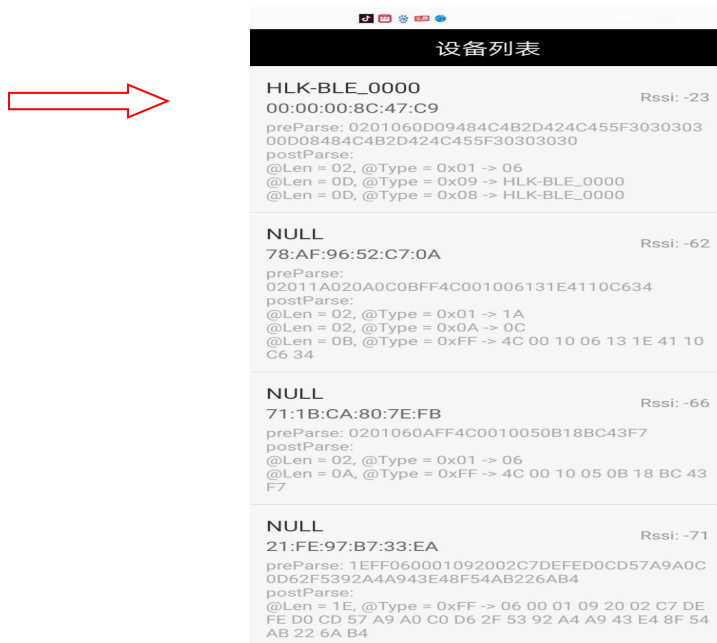 设备列表
HLK-BLE_0000
Rssi: -23
00:00:00:8C:47:C9
preParse: 0201060D09484C4B2D424C455F3030303
00D08484C4B2D424C455F30303030
postParse:
@Len = 02, @Type = 0x01 -> 06
@Len = 0D, @Type = 0x09 -> HLK-BLE_0000
@Len = 0D, @Type = 0x08 -> HLK-BLE_0000
NULL
Rssi: -62
78:AF:96:52:C7:0A
preParse:
02011A020A0C0BFF4C001006131E4110C634
postParse:
@Len = 02, @Type = 0x01 -> 1A
@Len = 02, @Type = 0x0A -> 0C
@Len = 0B, @Type = 0xFF -> 4C 00 10 06 13 1E 41 10
C6 34
NULL
Rssi: -66
71:1B:CA:80:7E:FB
preParse: 0201060AFF4C0010050B18BC43F7
postParse:
@Len = 02, @Type = 0x01 -> 06
@Len = 0A, @Type = 0xFF -> 4C 00 10 05 0B 18 BC 43
F7
NULL
Rssi: -71
21:FE:97:B7:33:EA
preParse: 1EFF060001092002C7DEFED0CD57A9A0C
0D62F5392A4A943E48F54AB226AB4
postParse:
@Len = 1E, @Type = 0xFF -> 06 00 01 09 20 02 C7 DE
FE D0 CD 57 A9 A0 C0 D6 2F 53 92 A4 A9 43 E4 8F 54
AB 22 6A B4